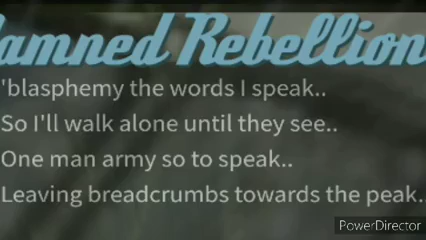 damned Rebellion
'blasphemy the words I speak..
So I'll walk alone until they see..
One man army so to speak..
Leaving breadcrumbs towards the peak.
PowerDirector